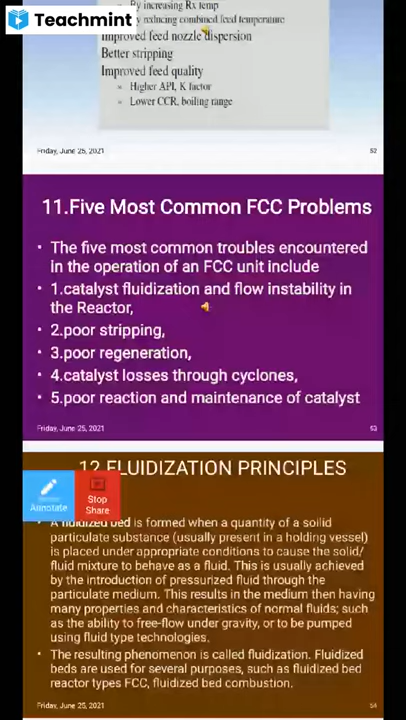 Teachmint
By increasing Rx temp
y reducing combined feed temperature
Improved feed nozzle dispersion
Better stripping
Improved feed quality
Higher API, K factor
Lower CCR, boiling range
Friday, June 25, 2021
52
11.Five Most Common FCC Problems
• The five most common troubles encountered
in the operation of an FCC unit include
• 1.catalyst fluidization and flow instability in
the Reactor,
• 2.poor stripping,
• 3.poor regeneration,
• 4.catalyst losses through cyclones,
• 5.poor reaction and maintenance of catalyst
Friday, June 25, 2021
53
12 FLUIDIZATION PRINCIPLES
Annotate
Stop
Share
• A fluidized bed is formed when a quantity of a soilid
particulate substance (usually present in a holding vessel)
is placed under appropriate conditions to cause the solid/
fluid mixture to behave as a fluid. This is usually achieved
by the introduction of pressurized fluid through the
particulate medium. This results in the medium then having
many properties and characteristics of normal fluids; such
as the ability to free-flow under gravity, or to be pumped
using fluid type technologies.
• The resulting phenomenon is called fluidization. Fluidized
beds are used for several purposes, such as fluidized bed
reactor types FCC, fluidized bed combustion.
Friday, June 25, 2021
54